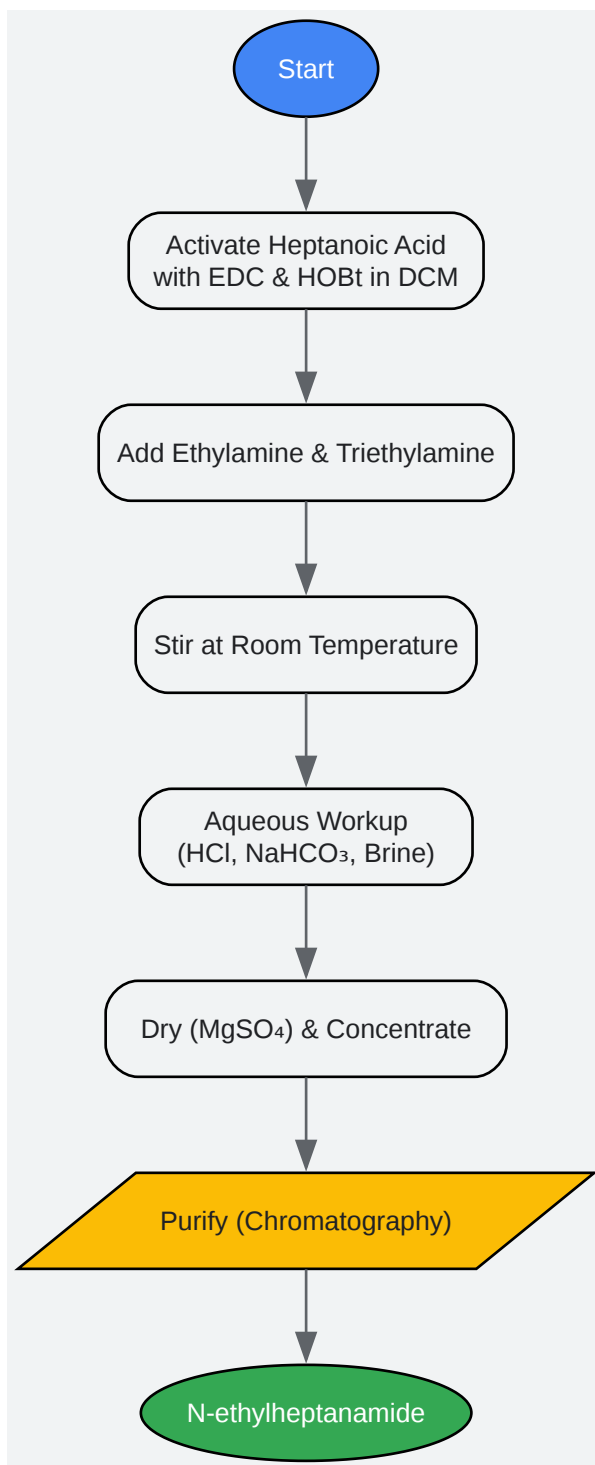 Start
Activate Heptanoic Acid
with EDC & HOBt in DCM
Add Ethylamine & Triethylamine
Stir at Room Temperature
Aqueous Workup
(HCl, NaHCO₃, Brine)
Dry (MgSO₄) & Concentrate
Purify (Chromatography)
N-ethylheptanamide